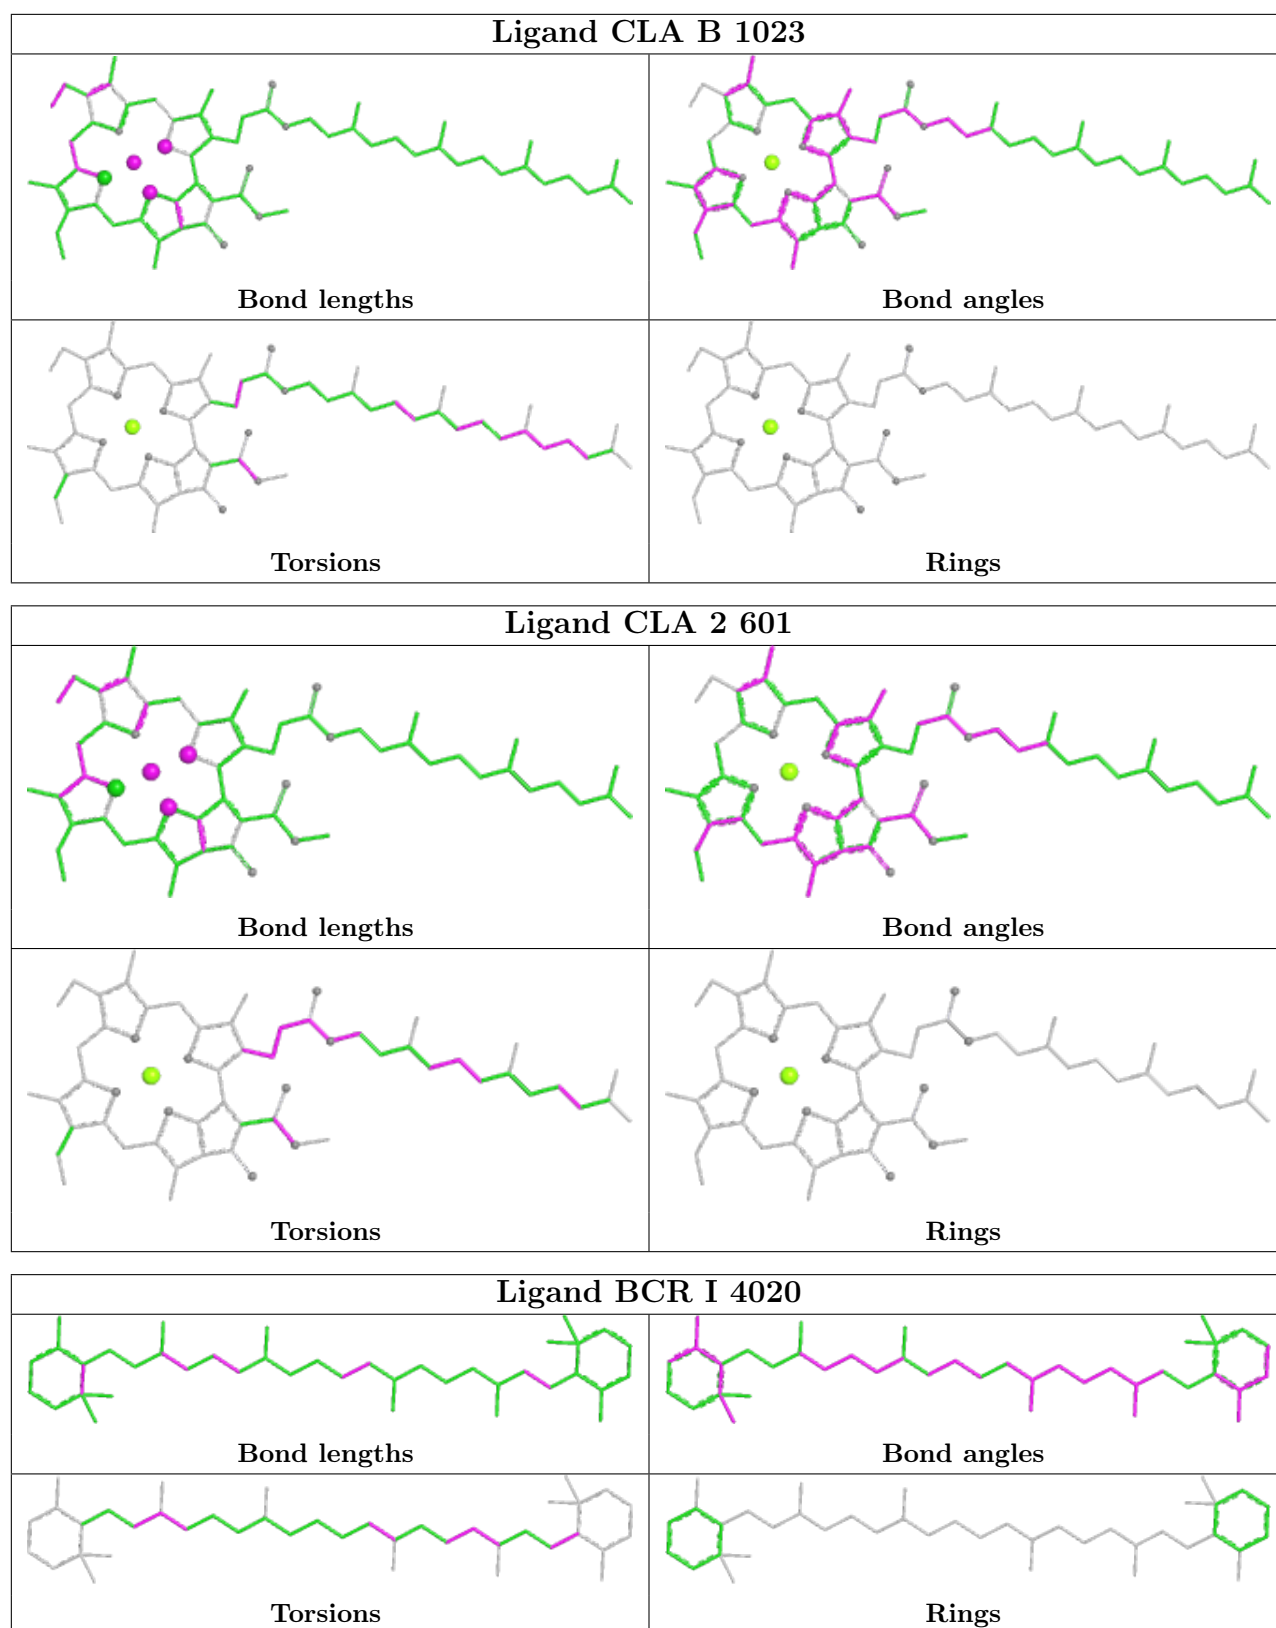 Ligand CLA B 1023
Bond lengths
Bond angles
Torsions
Rings
Ligand CLA 2 601
Bond lengths
Bond angles
Torsions
Rings
Ligand BCR I 4020
Bond lengths
Bond angles
Torsions
Rings